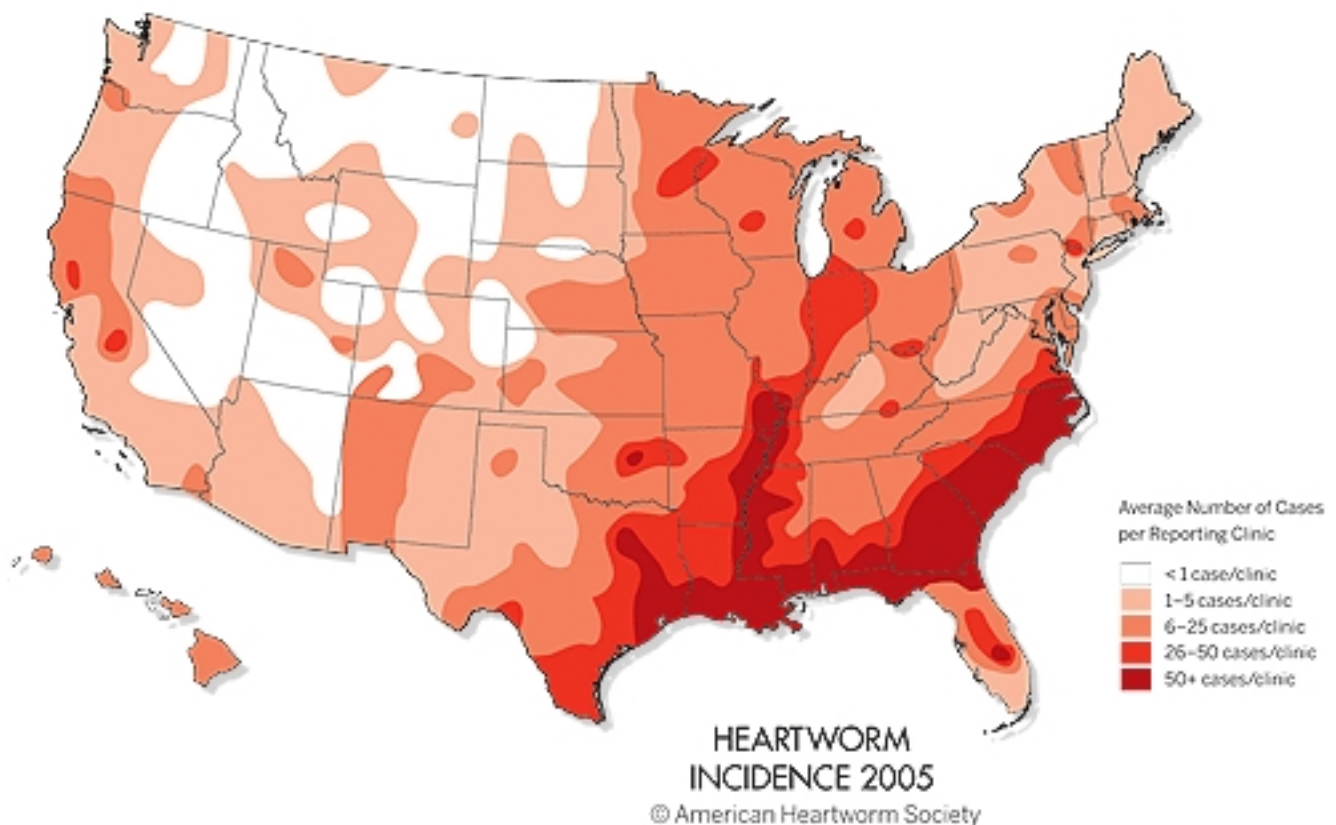 Average Number of Cases
per Reporting Clinic
< 1 case/clinic
1–5 cases/clinic
6–25 cases/clinic
26–50 cases/clinic
50+ cases/clinic
HEARTWORM
INCIDENCE 2005
© American Heartworm Society